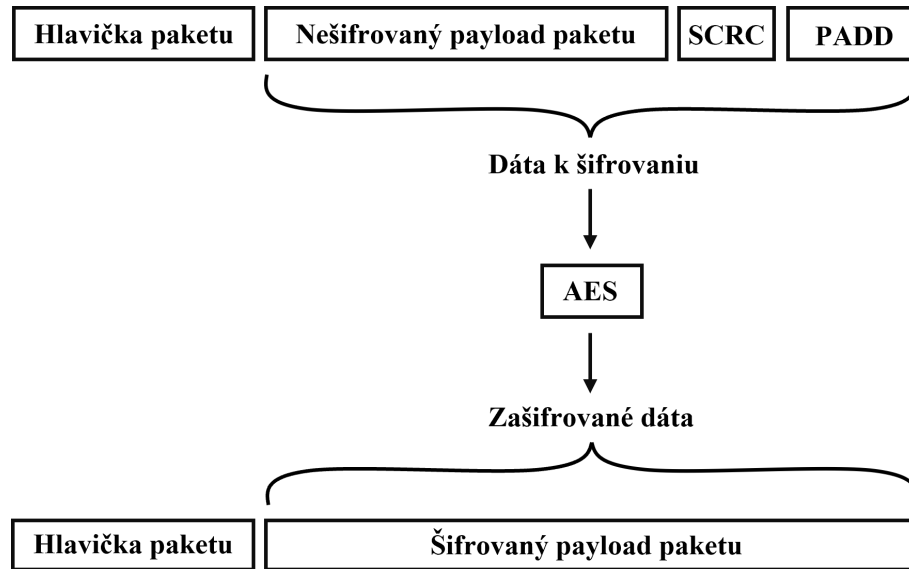 Hlavička paketu Nešifrovaný payload paketu SCRC PADD
Dáta k šifrovaniu
AES
Zašifrované dáta
Hlavička paketu Šifrovaný payload paketu